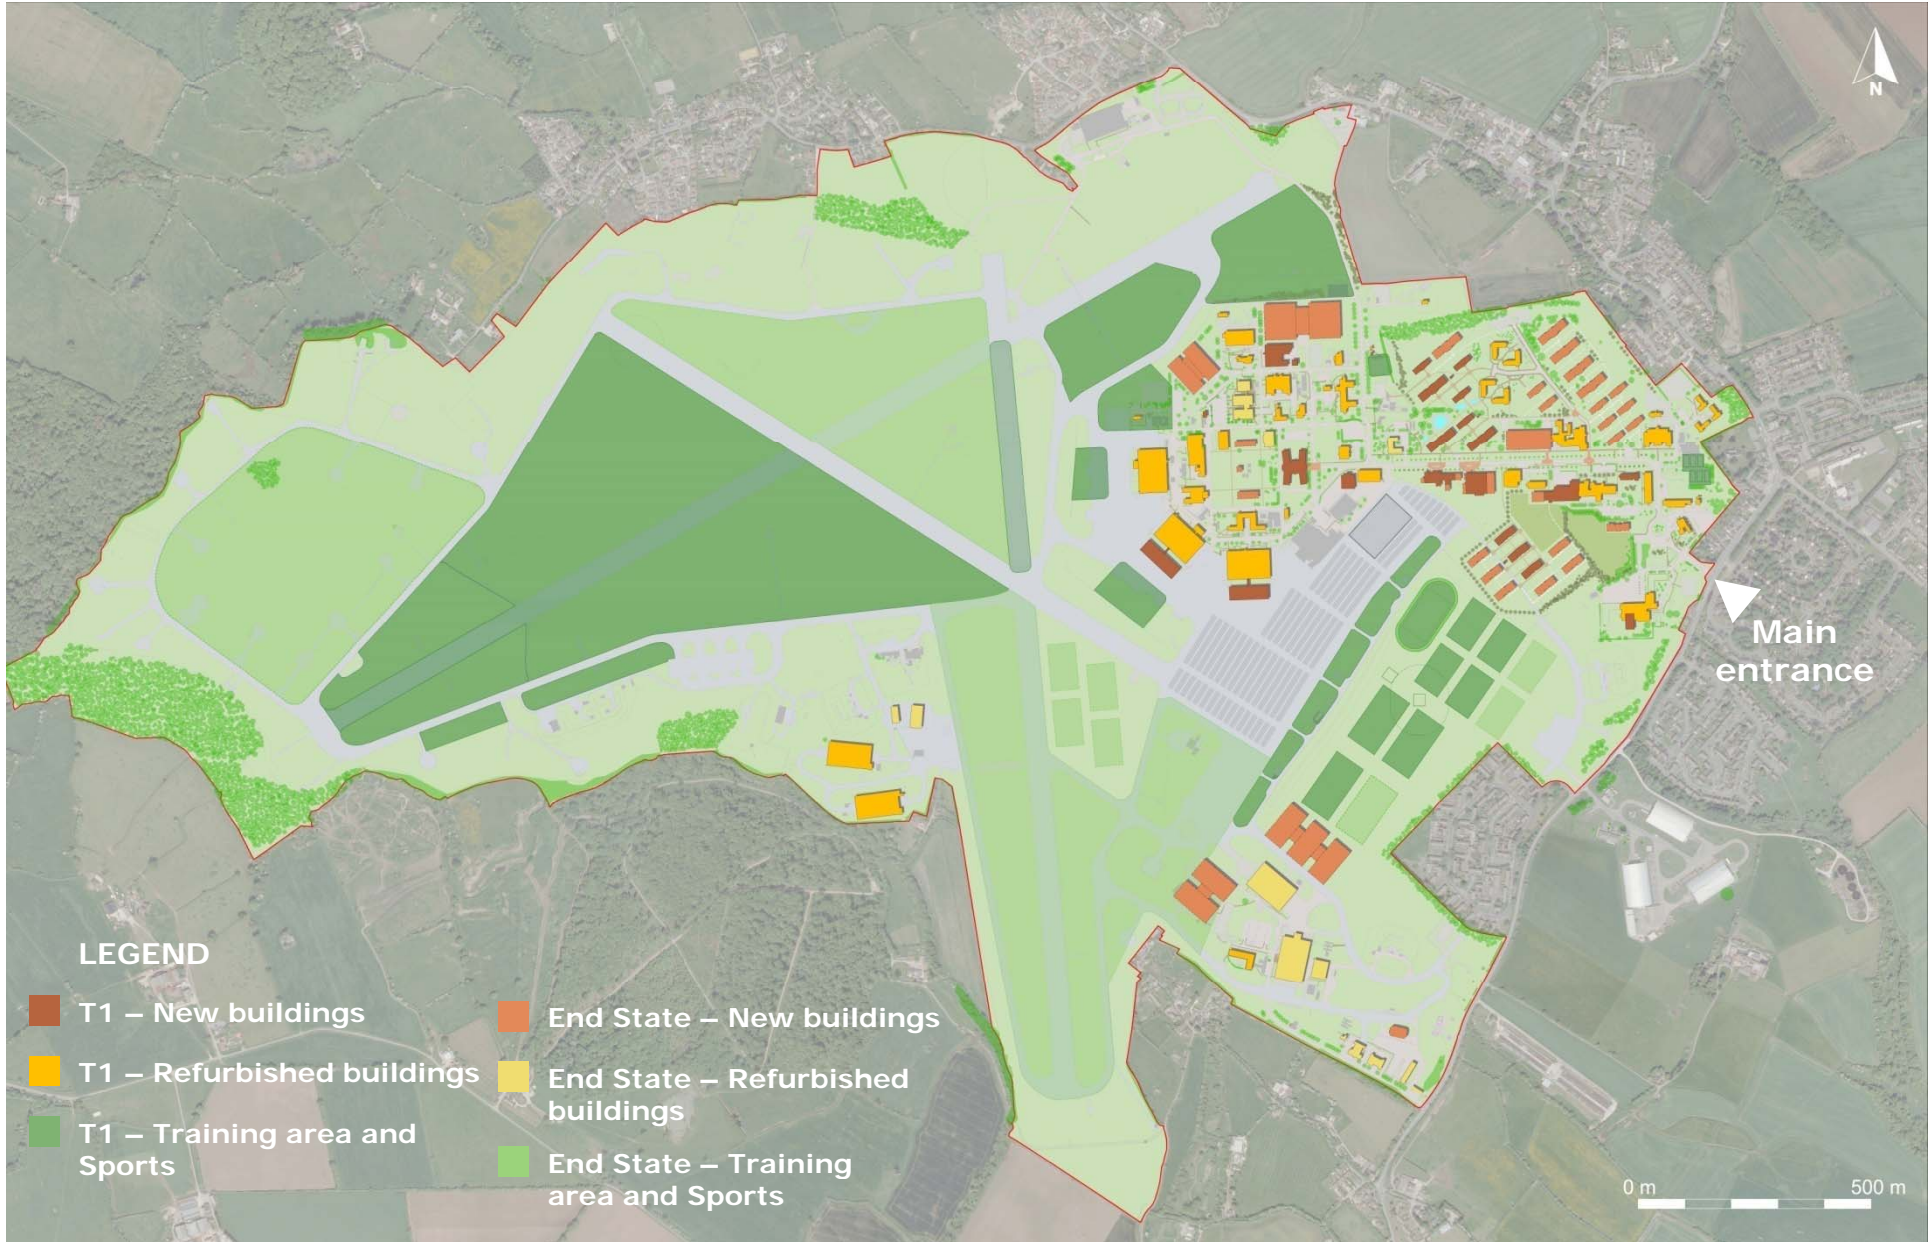 N
Main
entrance
LEGEND
T1 – New buildings
T1 – Refurbished buildings
T1 – Training area and
Sports
End State – New buildings
End State – Refurbished
buildings
End State – Training
area and Sports
0 m 500 m